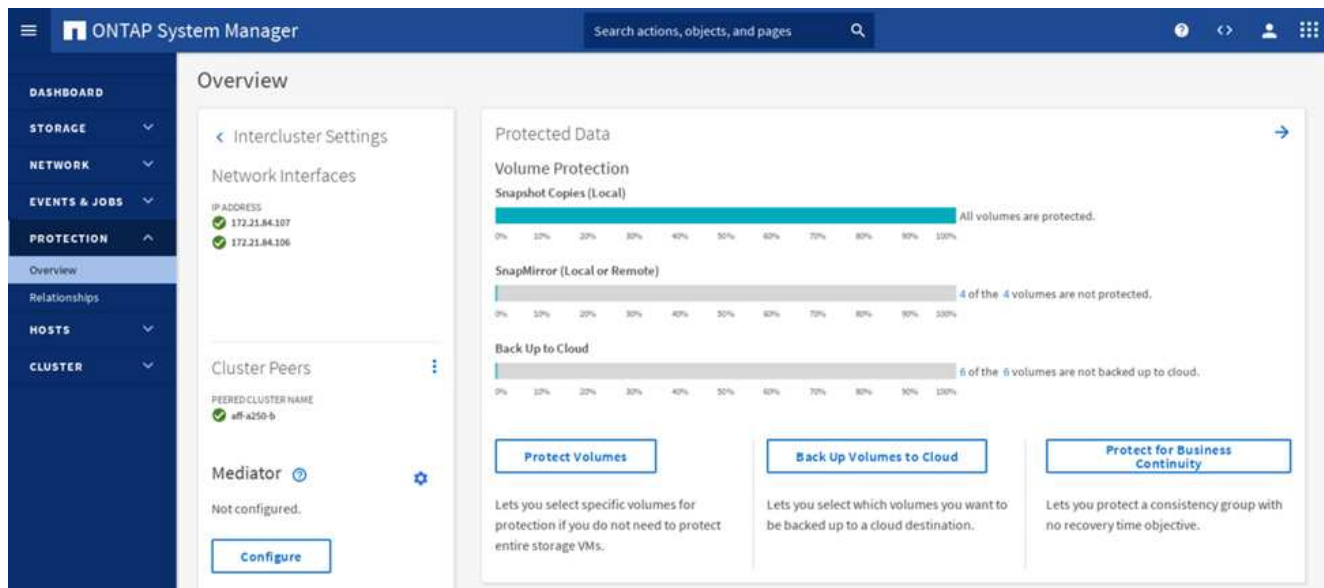 ONTAP System Manager
Search actions, objects, and pages
DASHBOARD
STORAGE
NETWORK
EVENTS & JOBS
PROTECTION
Overview
Relationships
HOSTS
CLUSTER
Overview
Intercluster Settings
Network Interfaces
IP ADDRESS
172.21.84.107
172.21.84.106
Cluster Peers
PEERED CLUSTER NAME
aff-a250-b
Mediator
Not configured.
Configure
Protected Data
Volume Protection
Snapshot Copies (Local)
All volumes are protected.
0% 10% 20% 30% 40% 50% 60% 70% 80% 90% 100%
SnapMirror (Local or Remote)
4 of the 4 volumes are not protected.
0% 10% 20% 30% 40% 50% 60% 70% 80% 90% 100%
Back Up to Cloud
6 of the 6 volumes are not backed up to cloud.
0% 10% 20% 30% 40% 50% 60% 70% 80% 90% 100%
Protect Volumes
Lets you select specific volumes for
protection if you do not need to protect
entire storage VMs.
Back Up Volumes to Cloud
Lets you select which volumes you want to
be backed up to a cloud destination.
Protect for Business
Continuity
Lets you protect a consistency group with
no recovery time objective.